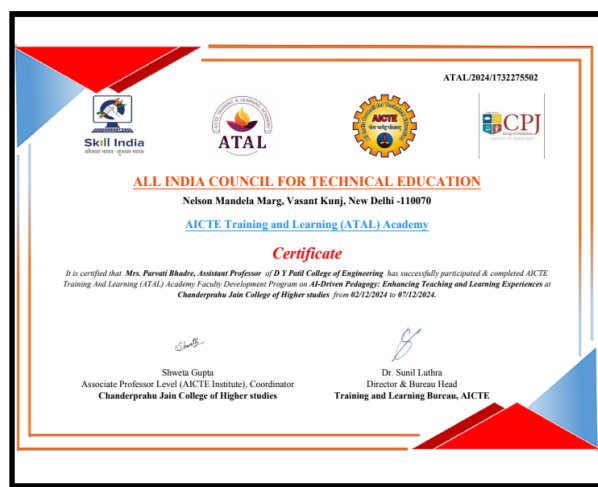 ATAL/2024/1732275502
Skill India
कौशल भारत - कुशल भारत
ATAL
AICTE
CPJ
ALL INDIA COUNCIL FOR TECHNICAL EDUCATION
Nelson Mandela Marg, Vasant Kunj, New Delhi -110070
AICTE Training and Learning (ATAL) Academy
Certificate
It is certified that Mrs. Parvati Bhadre, Assistant Professor of D Y Patil College of Engineering has successfully participated & completed AICTE
Training And Learning (ATAL) Academy Faculty Development Program on AI-Driven Pedagogy: Enhancing Teaching and Learning Experiences at
Chanderprahu Jain College of Higher studies from 02/12/2024 to 07/12/2024.
Shweta Gupta
Associate Professor Level (AICTE Institute), Coordinator
Chanderprahu Jain College of Higher studies
Dr. Sunil Luthra
Director & Bureau Head
Training and Learning Bureau, AICTE